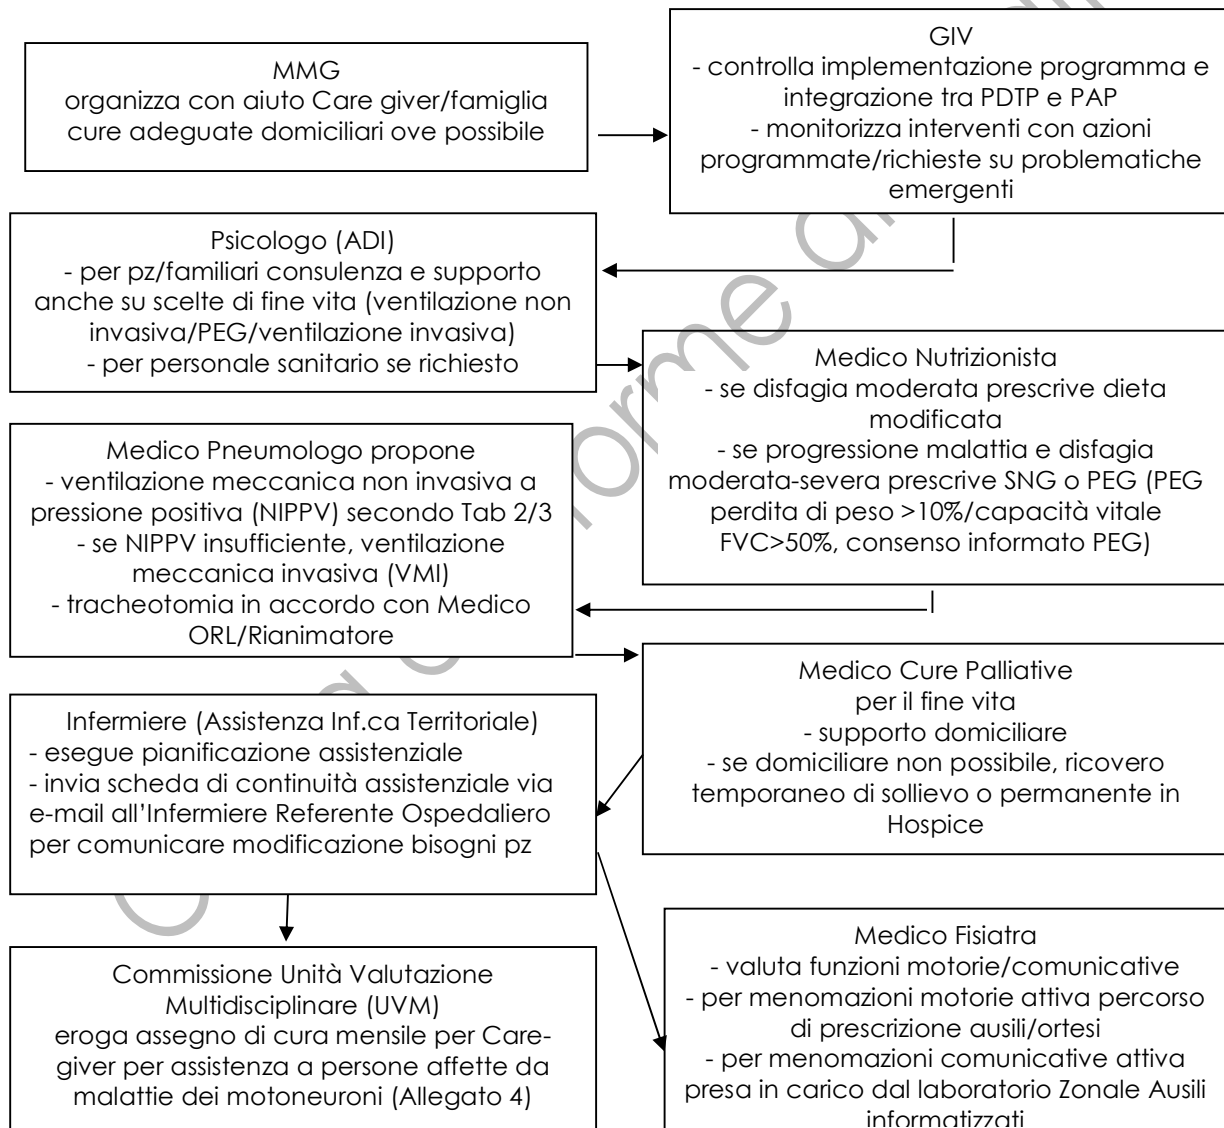 MMG
organizza con aiuto Care giver/famiglia
cure adeguate domiciliari ove possibile
GIV
- controlla implementazione programma e
integrazione tra PDTP e PAP
- monitorizza interventi con azioni
programmate/richieste su problematiche
emergenti
Psicologo (ADI)
- per pz/familiari consulenza e supporto
anche su scelte di fine vita (ventilazione non
invasiva/PEG/ventilazione invasiva)
- per personale sanitario se richiesto
Medico Nutrizionista
- se disfagia moderata prescrive dieta
modificata
- se progressione malattia e disfagia
moderata-severa prescrive SNG o PEG (PEG
perdita di peso >10%/capacità vitale
FVC>50%, consenso informato PEG)
Medico Pneumologo propone
- ventilazione meccanica non invasiva a
pressione positiva (NIPPV) secondo Tab 2/3
- se NIPPV insufficiente, ventilazione
meccanica invasiva (VMI)
- tracheotomia in accordo con Medico
ORL/Rianimatore
Medico Cure Palliative
per il fine vita
- supporto domiciliare
- se domiciliare non possibile, ricovero
temporaneo di sollievo o permanente in
Hospice
Infermiere (Assistenza Inf.ca Territoriale)
- esegue pianificazione assistenziale
- invia scheda di continuità assistenziale via
e-mail all'Infermiere Referente Ospedaliero
per comunicare modificazione bisogni pz
Commissione Unità Valutazione
Multidisciplinare (UVM)
eroga assegno di cura mensile per Care-
giver per assistenza a persone affette da
malattie dei motoneuroni (Allegato 4)
Medico Fisiatra
- valuta funzioni motorie/comunicative
- per menomazioni motorie attiva percorso
di prescrizione ausili/ortesi
- per menomazioni comunicative attiva
presa in carico dal laboratorio Zonale Ausili
informatizzati